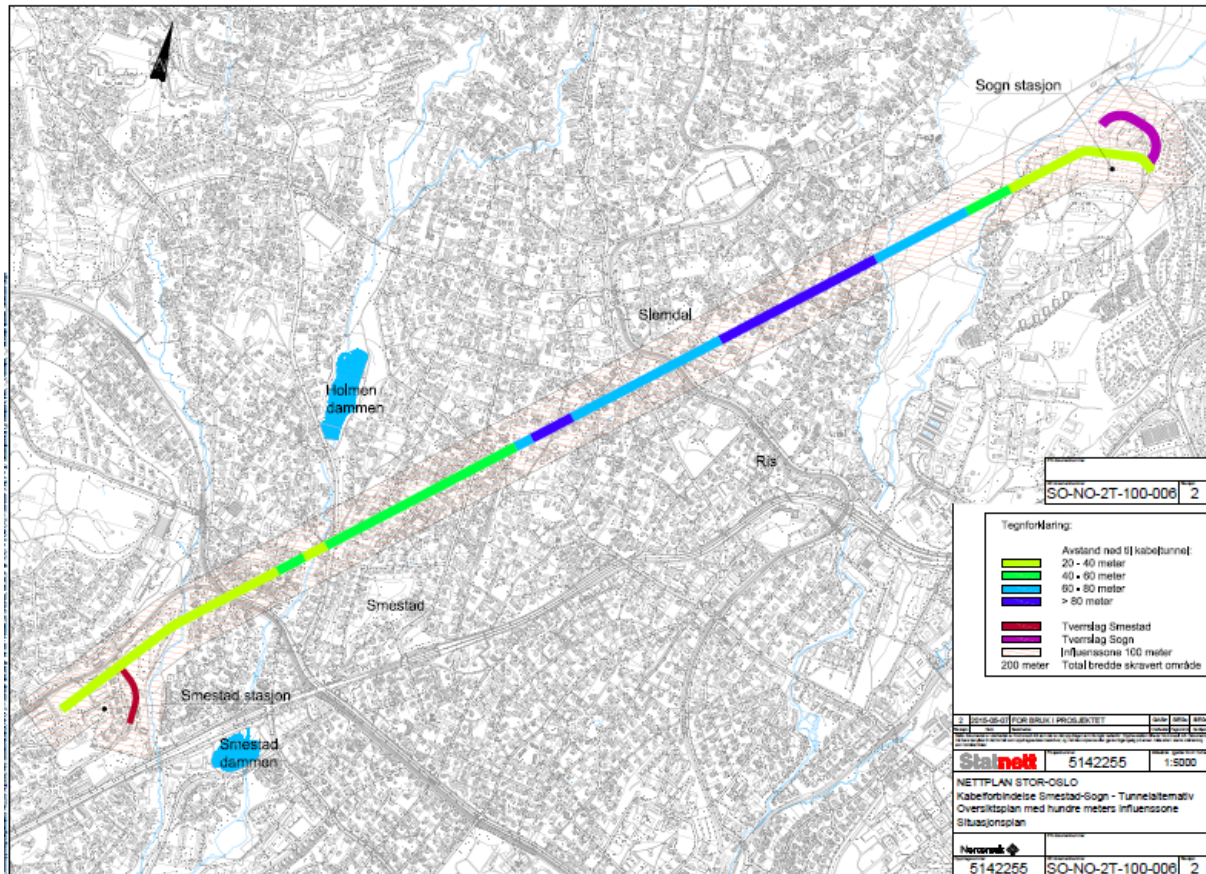 Sogn stasjon
Slemdal
Holmen
dammen
Ris
Smestad
Smestad stasjon
Smestad
dammen
SO-NO-2T-100-006 2
Tegnforklaring:
Avstand ned til kabeltunnel:
20 - 40 meter
40 - 60 meter
60 - 80 meter
> 80 meter
Tverrslag Smestad
Tverrslag Sogn
Influenssone 100 meter
200 meter Total bredde skravert område
2 2015-05-07 FOR BRUK I PROSJEKTET
Statnett 5142255 1:5000
NETTPLAN STOR-OSLO
Kabelforbindelse Smestad-Sogn - Tunnelalternativ
Oversiktsplan med hundre meters influenssone
Situasjonsplan
Norconsult
5142255 SO-NO-2T-100-006 2